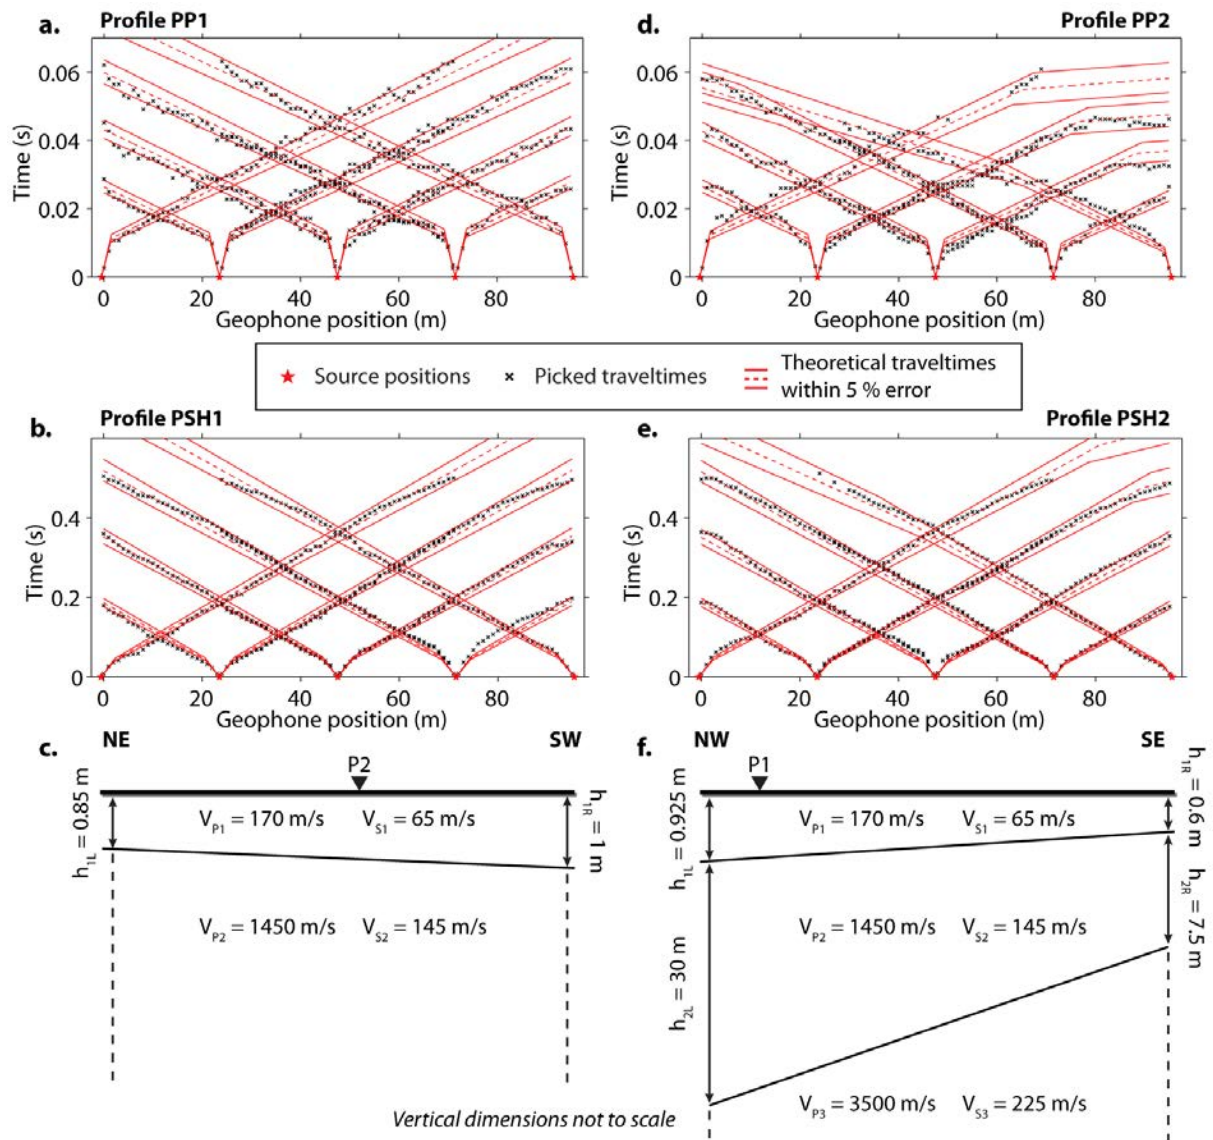 a. Profile PP1
Time (s)
0.06
0.04
0.02
0
0 20 40 60 80
Geophone position (m)
d. Profile PP2
Time (s)
0.06
0.04
0.02
0
0 20 40 60 80
Geophone position (m)
Source positions
Picked traveltimes
Theoretical traveltimes
within 5 % error
b. Profile PSH1
Time (s)
0.4
0.2
0
0 20 40 60 80
Geophone position (m)
e. Profile PSH2
Time (s)
0.4
0.2
0
0 20 40 60 80
Geophone position (m)
c. NE SW
P2
h1L = 0.85 m
VP1 = 170 m/s VS1 = 65 m/s
h1R = 1 m
VP2 = 1450 m/s VS2 = 145 m/s
f. NW SE
P1
h1L = 0.925 m
VP1 = 170 m/s VS1 = 65 m/s
h1R = 0.6 m
h2L = 30 m
VP2 = 1450 m/s VS2 = 145 m/s
h2R = 7.5 m
VP3 = 3500 m/s VS3 = 225 m/s
Vertical dimensions not to scale